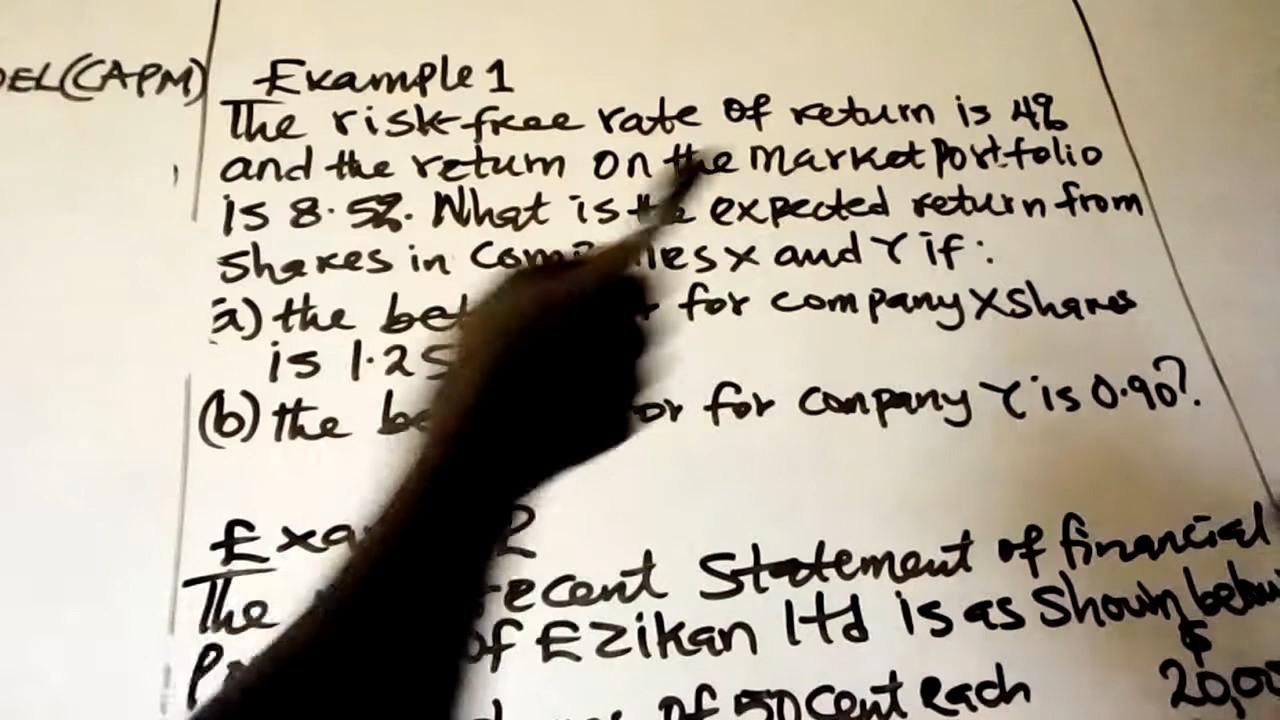 DEL (CAPM)
Example 1
The risk-free rate of return is 4%
and the return on the market portfolio
is 8.5%. What is the expected return from
shares in X and Y if:
a) the for company X shares
is 1.25
(b) the for company Y is 0.90?
2
The recent Statement of financial
of Ezikan Ltd is as shown below
$
of 50 cent each 20,00